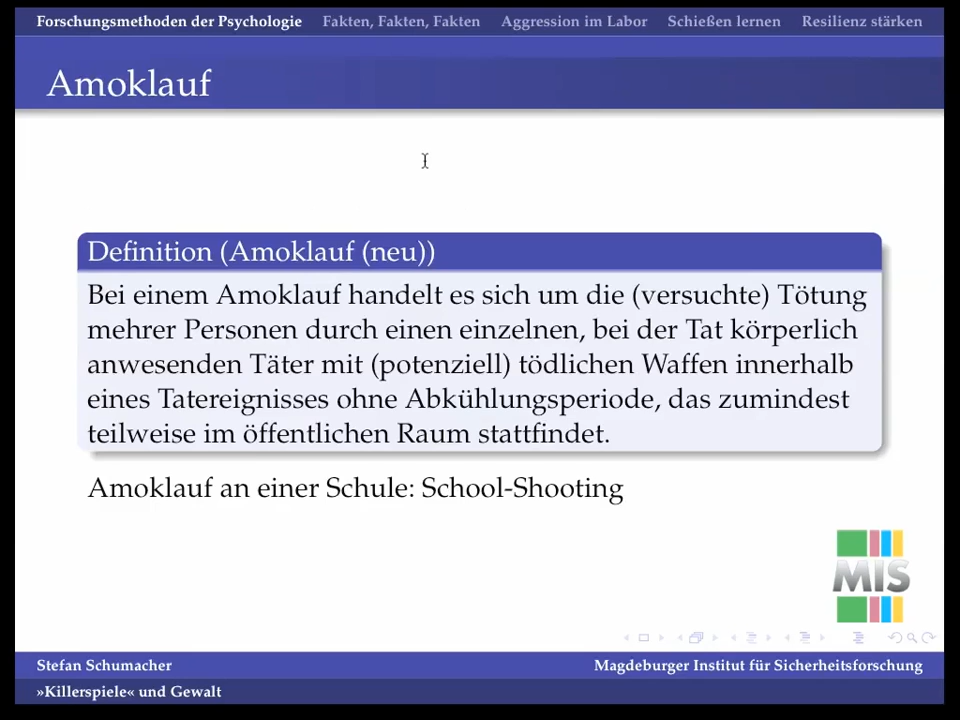 Forschungsmethoden der Psychologie Fakten, Fakten, Fakten Aggression im Labor Schießen lernen Resilienz stärken
Amoklauf
Definition (Amoklauf (neu))
Bei einem Amoklauf handelt es sich um die (versuchte) Tötung
mehrer Personen durch einen einzelnen, bei der Tat körperlich
anwesenden Täter mit (potenziell) tödlichen Waffen innerhalb
eines Tatereignisses ohne Abkühlungsperiode, das zumindest
teilweise im öffentlichen Raum stattfindet.
Amoklauf an einer Schule: School-Shooting
MIS
Stefan Schumacher Magdeburger Institut für Sicherheitsforschung
»Killerspiele« und Gewalt